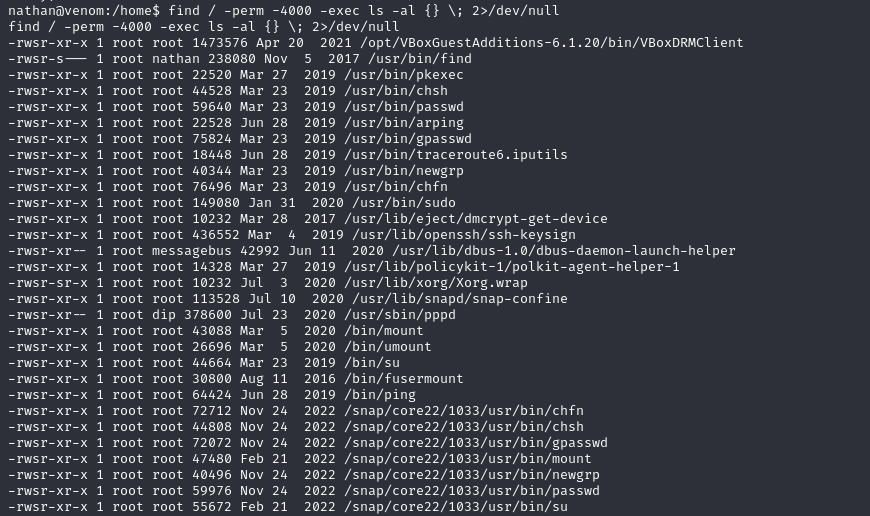 nathan@venom:/home$ find / -perm -4000 -exec ls -al {} \; 2>/dev/null
find / -perm -4000 -exec ls -al {} \; 2>/dev/null
-rwsr-xr-x 1 root root 1473576 Apr 20  2021 /opt/VBoxGuestAdditions-6.1.20/bin/VBoxDRMClient
-rwsr-s--- 1 root nathan 238080 Nov  5  2017 /usr/bin/find
-rwsr-xr-x 1 root root 22520 Mar 27  2019 /usr/bin/pkexec
-rwsr-xr-x 1 root root 44528 Mar 23  2019 /usr/bin/chsh
-rwsr-xr-x 1 root root 59640 Mar 23  2019 /usr/bin/passwd
-rwsr-xr-x 1 root root 22528 Jun 28  2019 /usr/bin/arping
-rwsr-xr-x 1 root root 75824 Mar 23  2019 /usr/bin/gpasswd
-rwsr-xr-x 1 root root 18448 Jun 28  2019 /usr/bin/traceroute6.iputils
-rwsr-xr-x 1 root root 40344 Mar 23  2019 /usr/bin/newgrp
-rwsr-xr-x 1 root root 76496 Mar 23  2019 /usr/bin/chfn
-rwsr-xr-x 1 root root 149080 Jan 31  2020 /usr/bin/sudo
-rwsr-xr-x 1 root root 10232 Mar 28  2017 /usr/lib/eject/dmcrypt-get-device
-rwsr-xr-x 1 root root 436552 Mar  4  2019 /usr/lib/openssh/ssh-keysign
-rwsr-xr-- 1 root messagebus 42992 Jun 11  2020 /usr/lib/dbus-1.0/dbus-daemon-launch-helper
-rwsr-xr-x 1 root root 14328 Mar 27  2019 /usr/lib/policykit-1/polkit-agent-helper-1
-rwsr-sr-x 1 root root 10232 Jul  3  2020 /usr/lib/xorg/Xorg.wrap
-rwsr-xr-x 1 root root 113528 Jul 10  2020 /usr/lib/snapd/snap-confine
-rwsr-xr-- 1 root dip 378600 Jul 23  2020 /usr/sbin/pppd
-rwsr-xr-x 1 root root 43088 Mar  5  2020 /bin/mount
-rwsr-xr-x 1 root root 26696 Mar  5  2020 /bin/umount
-rwsr-xr-x 1 root root 44664 Mar 23  2019 /bin/su
-rwsr-xr-x 1 root root 30800 Aug 11  2016 /bin/fusermount
-rwsr-xr-x 1 root root 64424 Jun 28  2019 /bin/ping
-rwsr-xr-x 1 root root 72712 Nov 24  2022 /snap/core22/1033/usr/bin/chfn
-rwsr-xr-x 1 root root 44808 Nov 24  2022 /snap/core22/1033/usr/bin/chsh
-rwsr-xr-x 1 root root 72072 Nov 24  2022 /snap/core22/1033/usr/bin/gpasswd
-rwsr-xr-x 1 root root 47480 Feb 21  2022 /snap/core22/1033/usr/bin/mount
-rwsr-xr-x 1 root root 40496 Nov 24  2022 /snap/core22/1033/usr/bin/newgrp
-rwsr-xr-x 1 root root 59976 Nov 24  2022 /snap/core22/1033/usr/bin/passwd
-rwsr-xr-x 1 root root 55672 Feb 21  2022 /snap/core22/1033/usr/bin/su